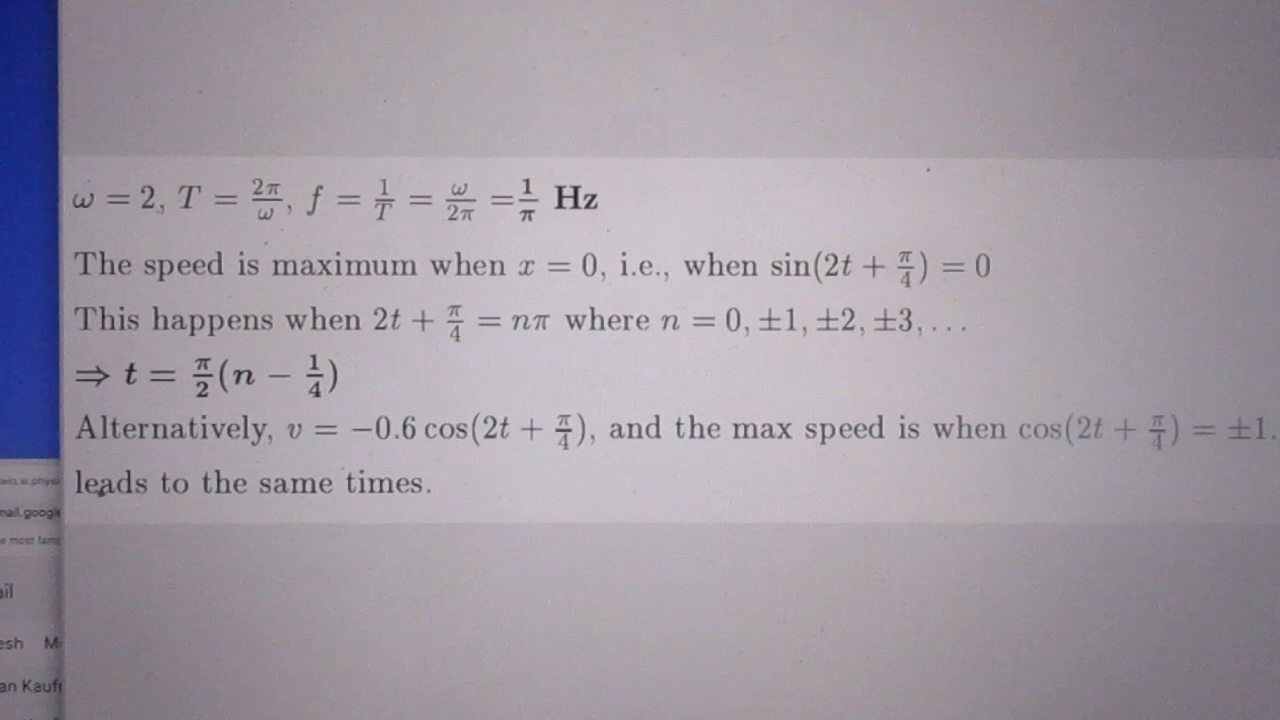 ω = 2, T = 2π/ω, f = 1/T = ω/2π = 1/π Hz
The speed is maximum when x = 0, i.e., when sin(2t + π/4) = 0
This happens when 2t + π/4 = nπ where n = 0, ±1, ±2, ±3, ...
⇒ t = π/2(n − 1/4)
Alternatively, v = −0.6 cos(2t + π/4), and the max speed is when cos(2t + π/4) = ±1.
leads to the same times.
mail.google
most
ail
esh M
an Kauf